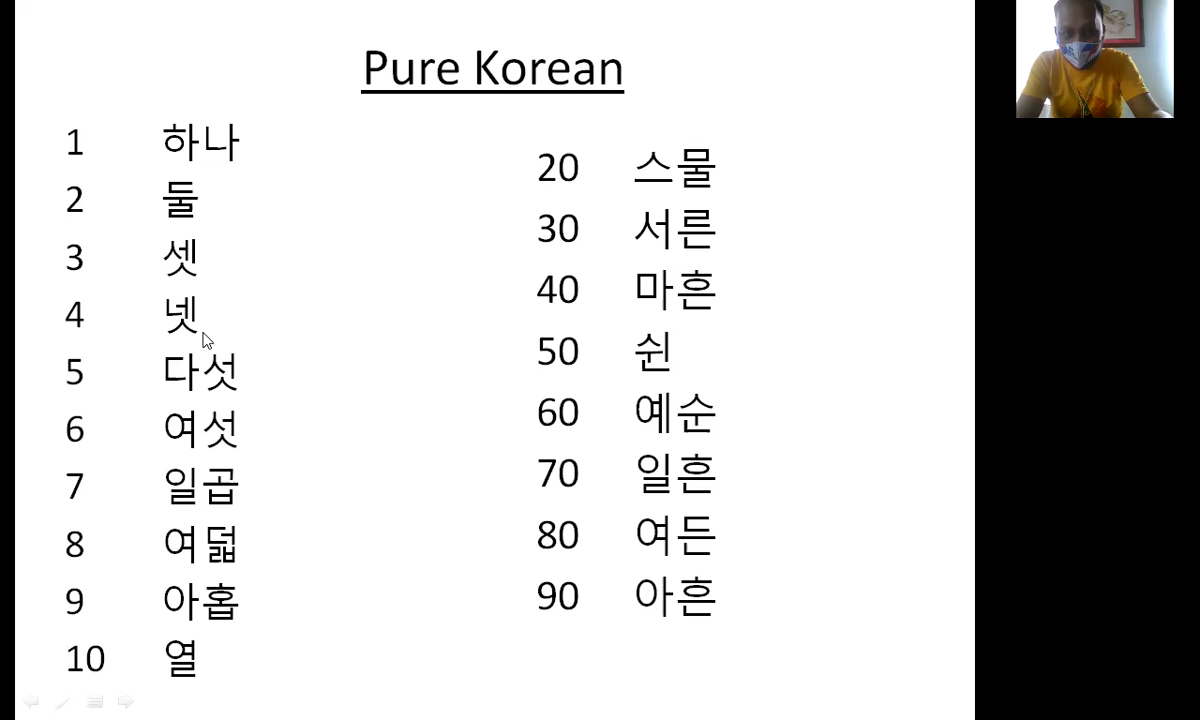 Pure Korean
1 하나
2 둘
3 셋
4 넷
5 다섯
6 여섯
7 일곱
8 여덟
9 아홉
10 열
20 스물
30 서른
40 마흔
50 쉰
60 예순
70 일흔
80 여든
90 아흔